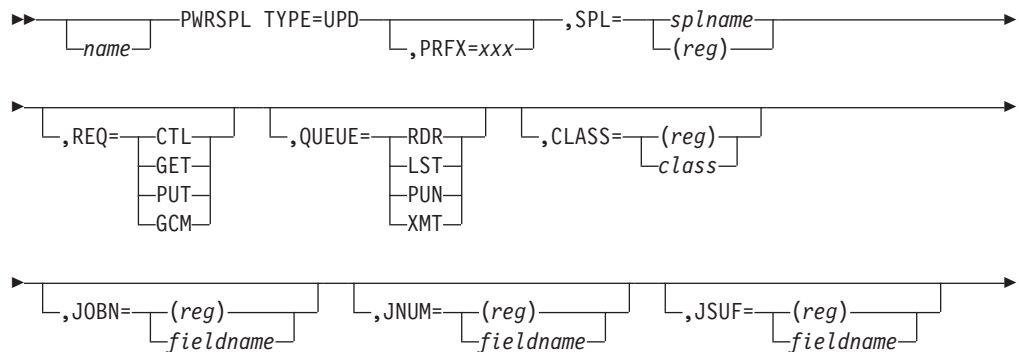 PWRSPL TYPE=UPD ,SPL= splname
name ,PRFX=xxx (reg)
,REQ= CTL ,QUEUE= RDR ,CLASS= (reg)
GET LST class
PUT PUN
GCM XMT
,JOBN= (reg) ,JNUM= (reg) ,JSUF= (reg)
fieldname fieldname fieldname